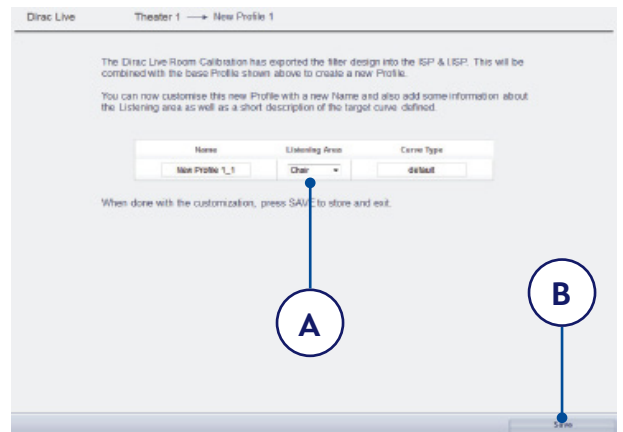 Dirac Live Theater 1 → New Profile 1
The Dirac Live Room Calibration has exported the filter design into the ISP & LISP. This will be
combined with the base Profile shown above to create a new Profile.
You can now customise this new Profile with a new Name and also add some information about
the Listening area as well as a short description of the target curve defined.
Name Listening Area Curve Type
New Profile 1_1 Chair default
When done with the customization, press SAVE to store and exit.
A
B
Save